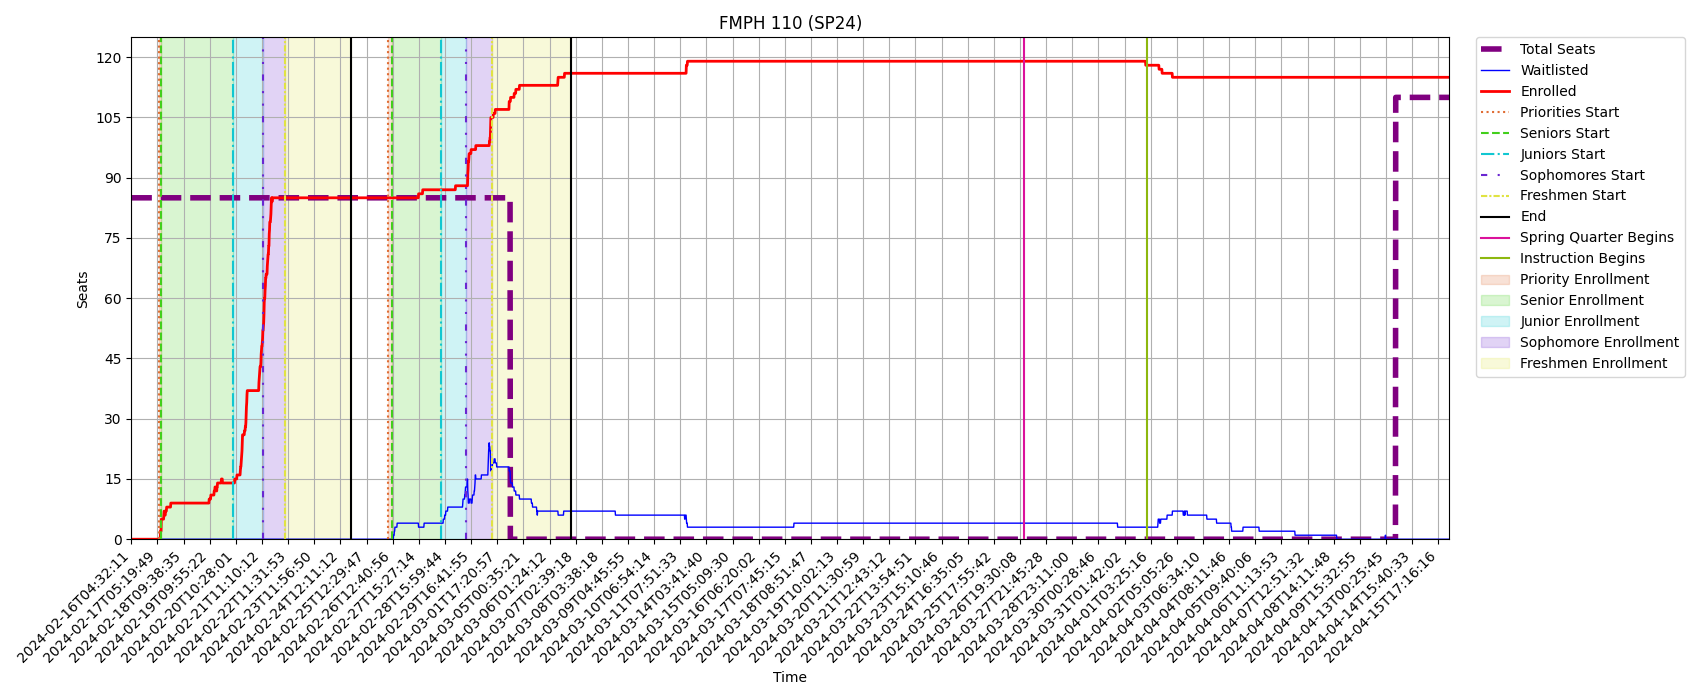 FMPH 110 (SP24)
120
105
90
75
60
45
30
15
0
Seats
2024-02-16T04:32:11
2024-02-17T05:19:49
2024-02-18T09:38:35
2024-02-19T09:55:22
2024-02-20T10:28:01
2024-02-21T11:10:12
2024-02-22T11:31:53
2024-02-23T11:56:50
2024-02-24T12:11:12
2024-02-25T12:29:47
2024-02-26T12:40:56
2024-02-27T15:27:14
2024-02-28T15:59:44
2024-02-29T16:41:55
2024-03-01T17:20:57
2024-03-05T00:35:21
2024-03-06T01:24:12
2024-03-07T02:39:18
2024-03-08T03:38:18
2024-03-09T04:45:55
2024-03-10T06:54:14
2024-03-11T07:51:33
2024-03-14T03:41:40
2024-03-15T05:09:30
2024-03-16T06:20:02
2024-03-17T07:45:15
2024-03-18T08:51:47
2024-03-19T11:02:13
2024-03-20T11:30:59
2024-03-21T12:43:12
2024-03-22T13:54:51
2024-03-23T15:10:46
2024-03-24T16:35:05
2024-03-25T17:55:42
2024-03-26T19:30:08
2024-03-27T21:45:28
2024-03-28T23:11:00
2024-03-30T00:28:46
2024-03-31T01:42:02
2024-04-01T03:25:16
2024-04-02T05:05:26
2024-04-03T06:34:10
2024-04-04T08:11:46
2024-04-05T09:40:06
2024-04-06T11:13:53
2024-04-07T12:51:32
2024-04-08T14:11:48
2024-04-09T15:32:55
2024-04-13T00:25:45
2024-04-14T15:40:33
2024-04-15T17:16:16
Time
Total Seats
Waitlisted
Enrolled
Priorities Start
Seniors Start
Juniors Start
Sophomores Start
Freshmen Start
End
Spring Quarter Begins
Instruction Begins
Priority Enrollment
Senior Enrollment
Junior Enrollment
Sophomore Enrollment
Freshmen Enrollment